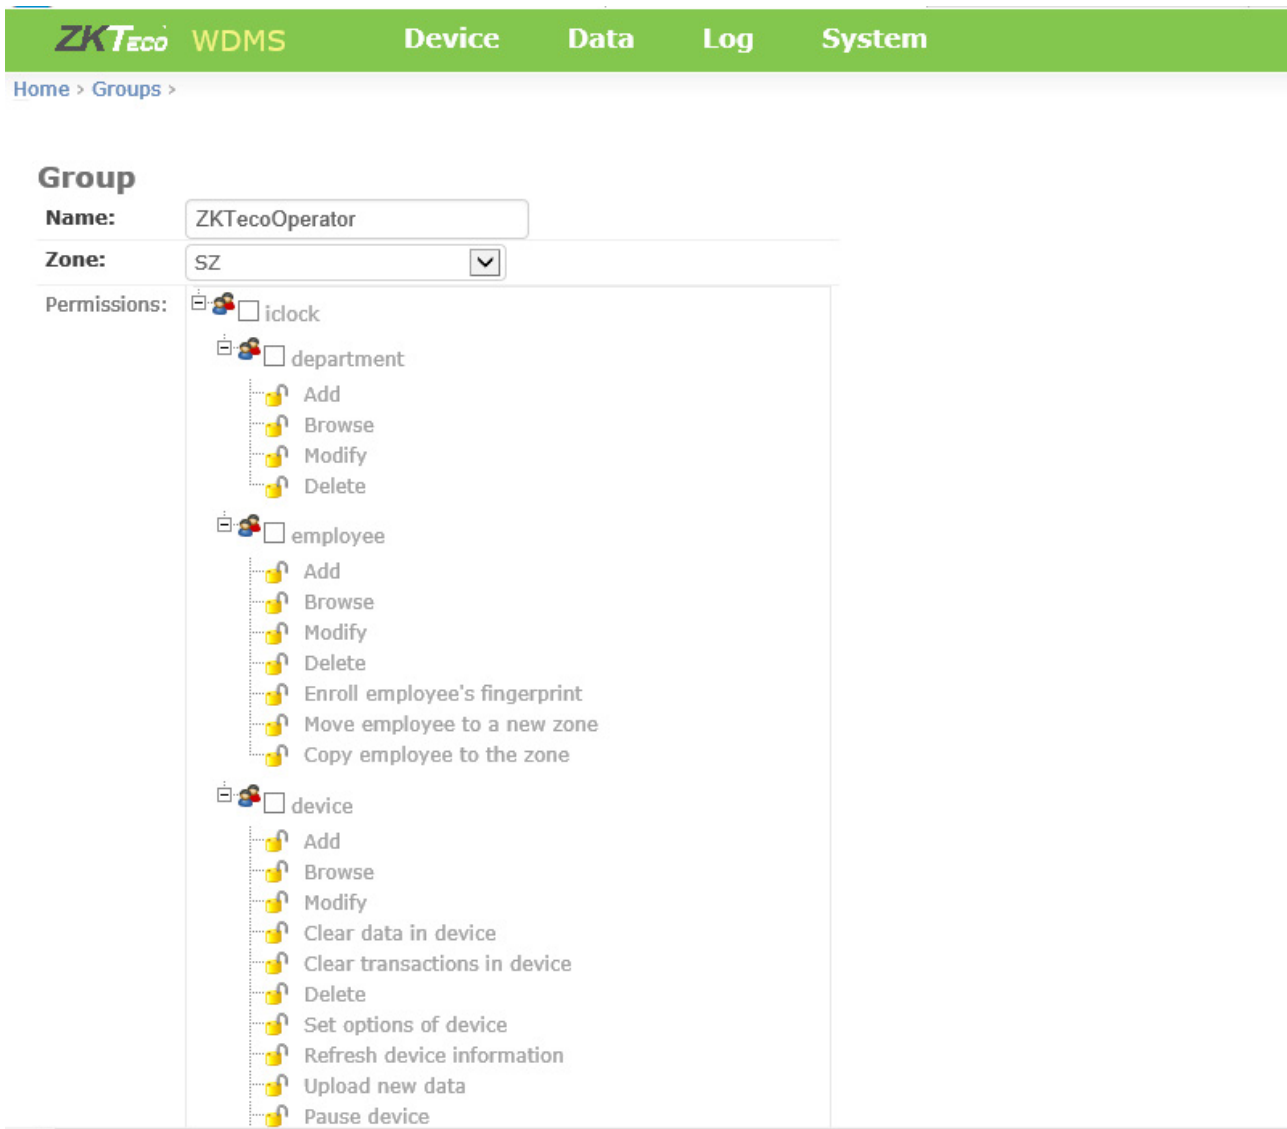 ZKTECO WDMS Device Data Log System
Home > Groups >
Group
Name: ZKTecoOperator
Zone: SZ
Permissions: iclock
department
Add
Browse
Modify
Delete
employee
Add
Browse
Modify
Delete
Enroll employee's fingerprint
Move employee to a new zone
Copy employee to the zone
device
Add
Browse
Modify
Clear data in device
Clear transactions in device
Delete
Set options of device
Refresh device information
Upload new data
Pause device